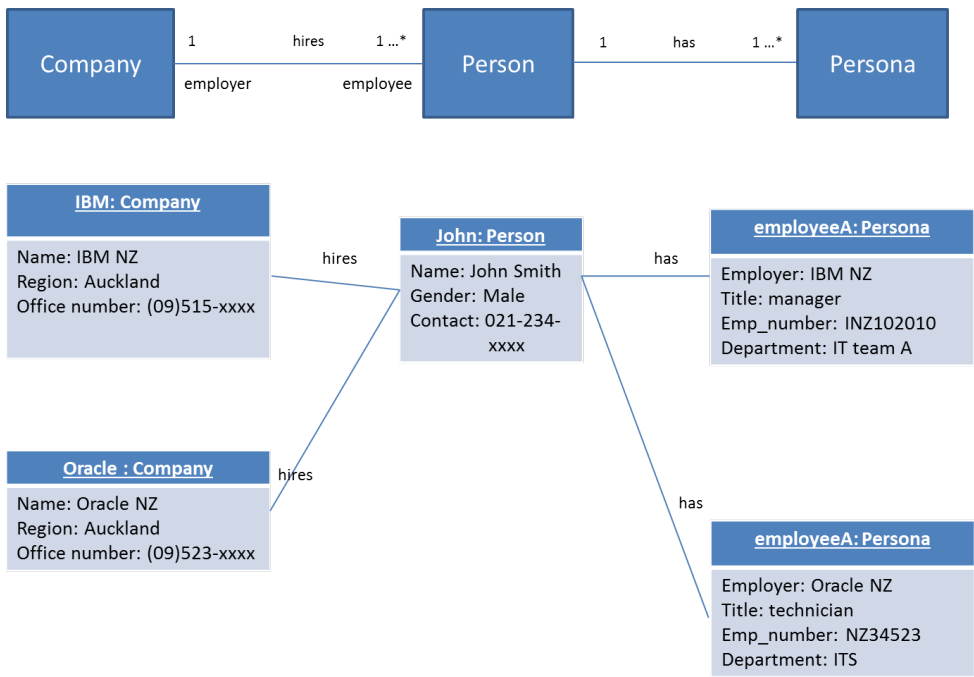 Company
1 hires 1 ...*
employer employee
Person
1 has 1 ...*
Persona
IBM: Company
Name: IBM NZ
Region: Auckland
Office number: (09)515-xxxx
hires
John: Person
Name: John Smith
Gender: Male
Contact: 021-234-
xxxx
has
employeeA: Persona
Employer: IBM NZ
Title: manager
Emp_number: INZ102010
Department: IT team A
Oracle : Company
Name: Oracle NZ
Region: Auckland
Office number: (09)523-xxxx
hires
has
employeeA: Persona
Employer: Oracle NZ
Title: technician
Emp_number: NZ34523
Department: ITS